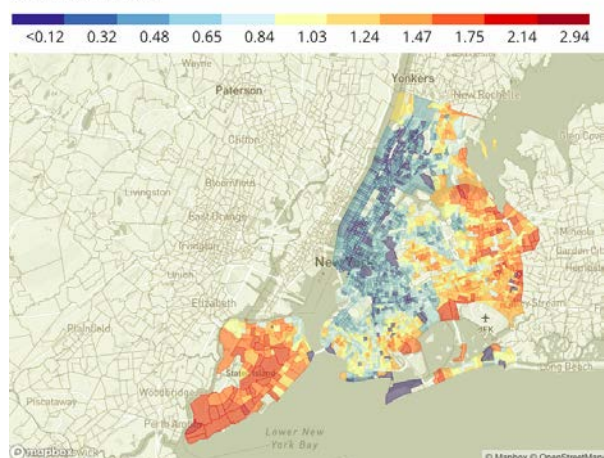 <0.12 0.32 0.48 0.65 0.84 1.03 1.24 1.47 1.75 2.14 2.94
Wayne
Yonkers
Paterson
New Rochelle
Clifton
Glen Cove
Bloomfield
Livingston
East Orange
Mineola
Irvington
Garden City
Union
Elizabeth
Valley Stream
JFK
Plainfield
Long Beach
Staten Island
Woodbridge
Piscataway
Perth Amboy
Lower New
York Bay
mapbox
© Mapbox © OpenStreetMap